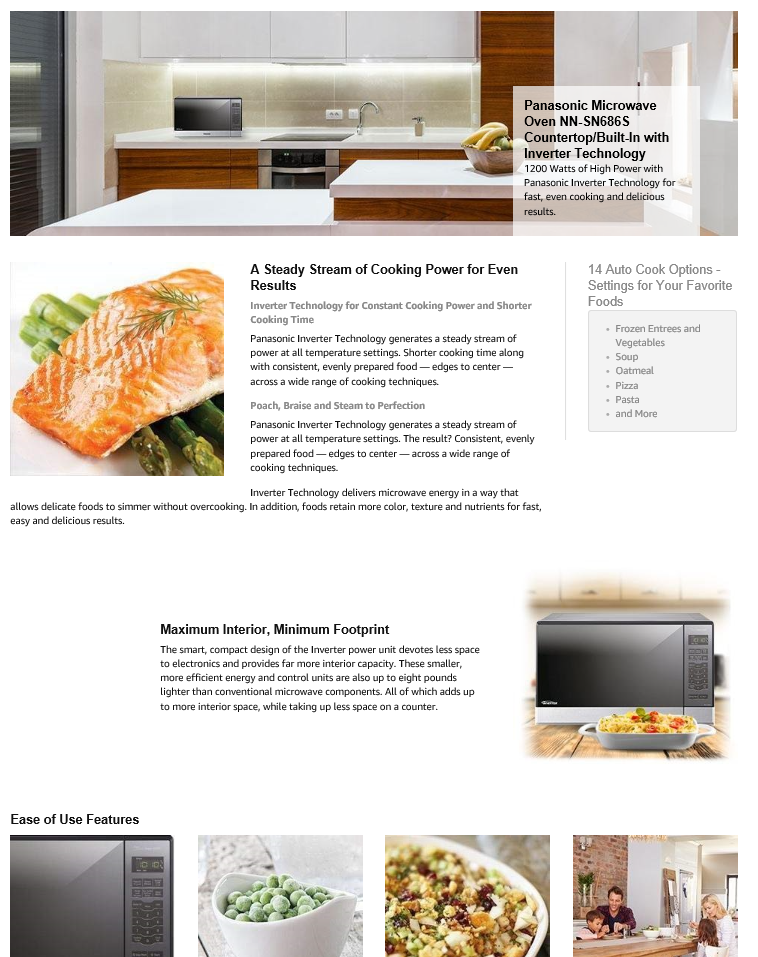 Panasonic Microwave
Oven NN-SN686S
Countertop/Built-In with
Inverter Technology
1200 Watts of High Power with
Panasonic Inverter Technology for
fast, even cooking and delicious
results.
A Steady Stream of Cooking Power for Even
Results
Inverter Technology for Constant Cooking Power and Shorter
Cooking Time
Panasonic Inverter Technology generates a steady stream of
power at all temperature settings. Shorter cooking time along
with consistent, evenly prepared food — edges to center —
across a wide range of cooking techniques.
Poach, Braise and Steam to Perfection
Panasonic Inverter Technology generates a steady stream of
power at all temperature settings. The result? Consistent, evenly
prepared food — edges to center — across a wide range of
cooking techniques.
Inverter Technology delivers microwave energy in a way that
allows delicate foods to simmer without overcooking. In addition, foods retain more color, texture and nutrients for fast,
easy and delicious results.
14 Auto Cook Options -
Settings for Your Favorite
Foods
• Frozen Entrees and
Vegetables
• Soup
• Oatmeal
• Pizza
• Pasta
• and More
Maximum Interior, Minimum Footprint
The smart, compact design of the Inverter power unit devotes less space
to electronics and provides far more interior capacity. These smaller,
more efficient energy and control units are also up to eight pounds
lighter than conventional microwave components. All of which adds up
to more interior space, while taking up less space on a counter.
Ease of Use Features